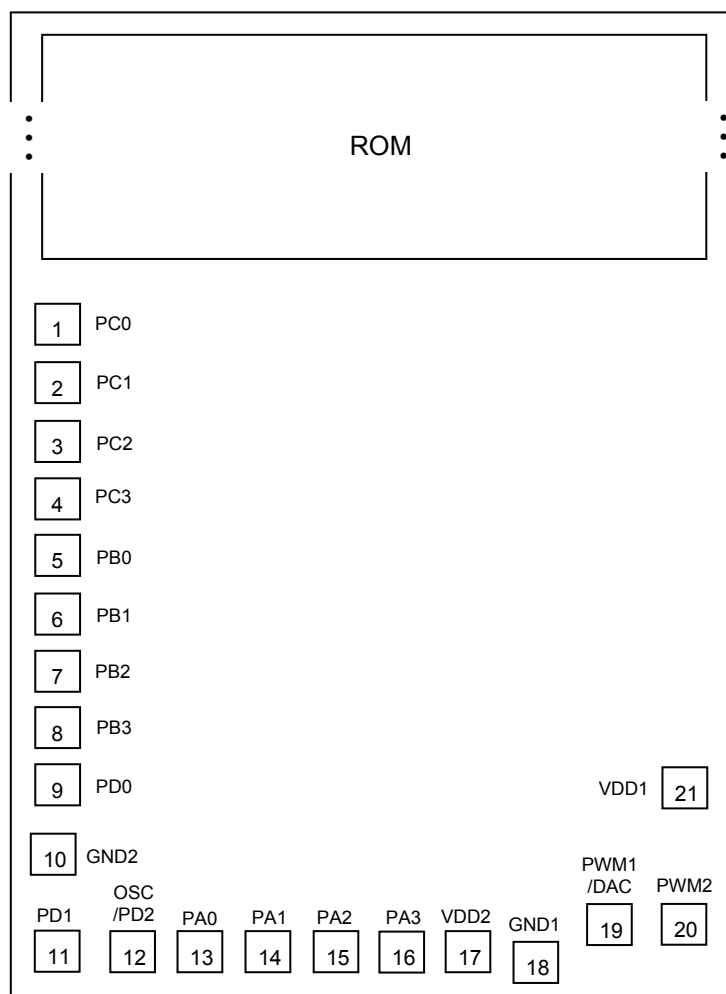 ROM
1 PC0
2 PC1
3 PC2
4 PC3
5 PB0
6 PB1
7 PB2
8 PB3
9 PD0
VDD1 21
10 GND2
PD1
11
OSC
/PD2
12
PA0
13
PA1
14
PA2
15
PA3
16
VDD2
17
GND1
18
PWM1
/DAC
19
PWM2
20